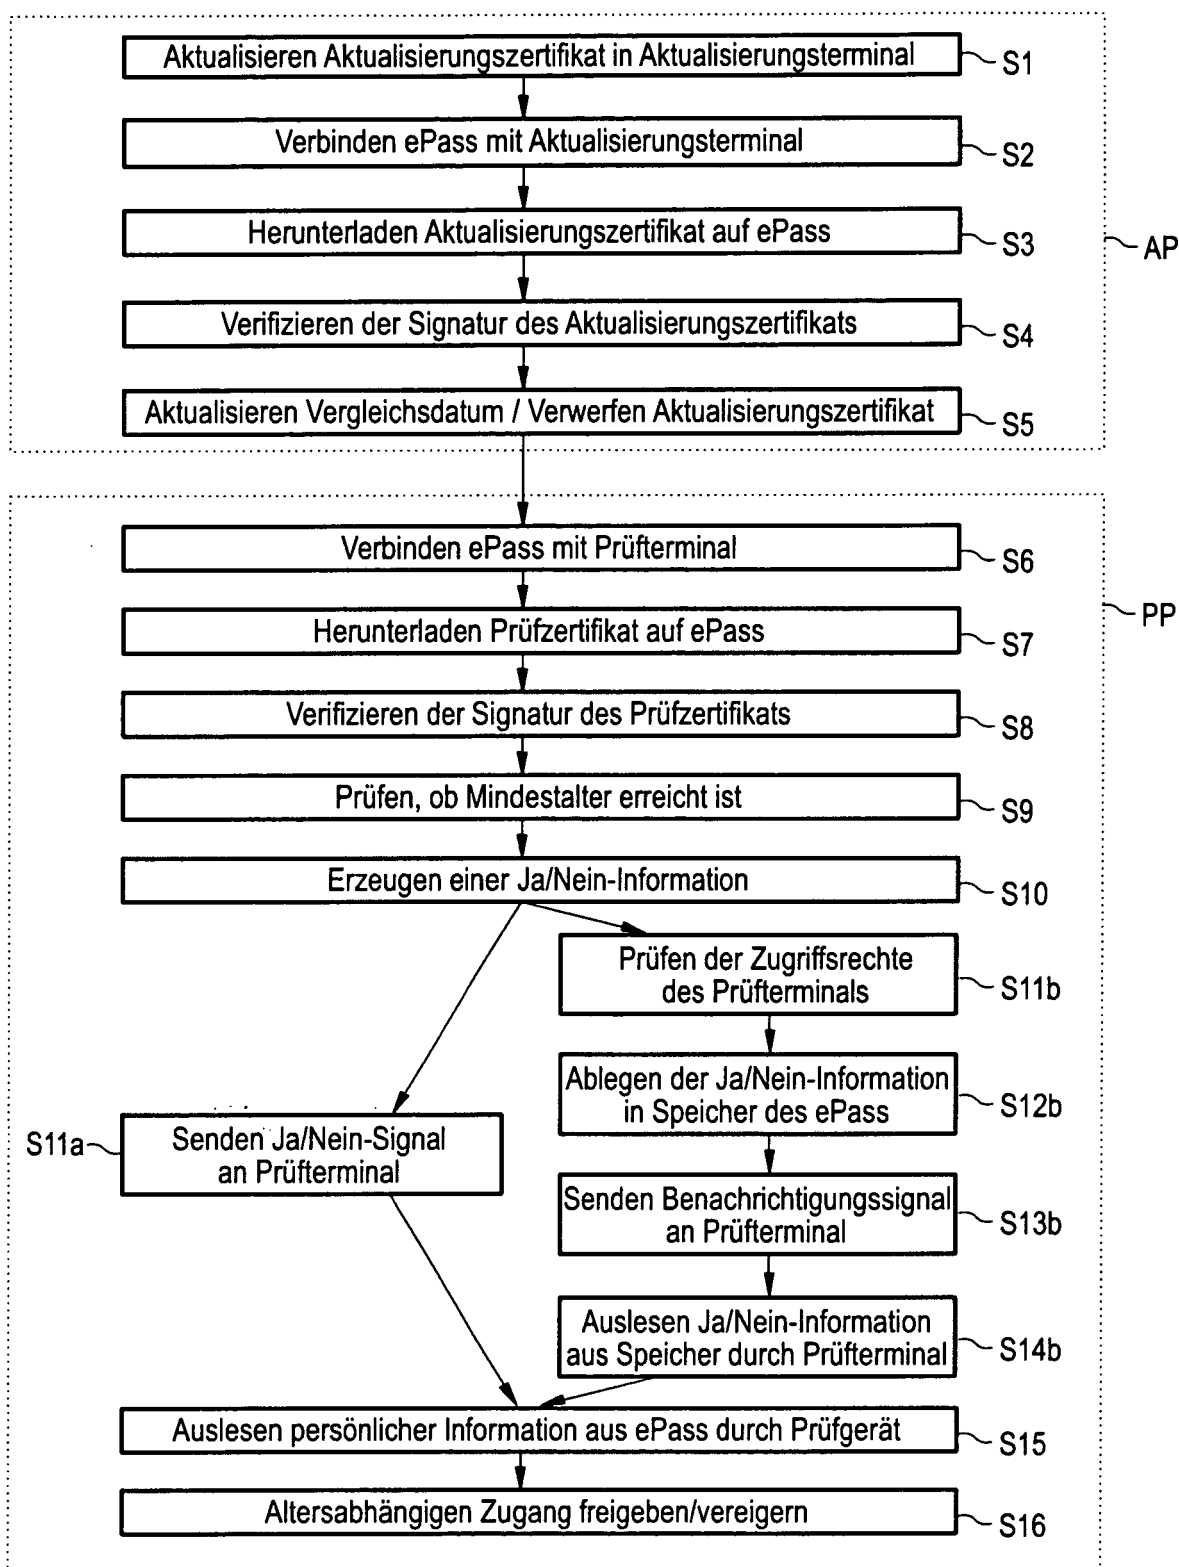 Aktualisieren Aktualisierungszertifikat in Aktualisierungsterminal
S1
Verbinden ePass mit Aktualisierungsterminal
S2
Herunterladen Aktualisierungszertifikat auf ePass
S3
AP
Verifizieren der Signatur des Aktualisierungszertifikats
S4
Aktualisieren Vergleichsdatum / Verwerfen Aktualisierungszertifikat
S5
Verbinden ePass mit Prüfterminal
S6
PP
Herunterladen Prüfzertifikat auf ePass
S7
Verifizieren der Signatur des Prüfzertifikats
S8
Prüfen, ob Mindestalter erreicht ist
S9
Erzeugen einer Ja/Nein-Information
S10
Prüfen der Zugriffsrechte
des Prüfterminals
S11b
Ablegen der Ja/Nein-Information
in Speicher des ePass
S12b
S11a
Senden Ja/Nein-Signal
an Prüfterminal
Senden Benachrichtigungssignal
an Prüfterminal
S13b
Auslesen Ja/Nein-Information
aus Speicher durch Prüfterminal
S14b
Auslesen persönlicher Information aus ePass durch Prüfgerät
S15
Altersabhängigen Zugang freigeben/vereigern
S16